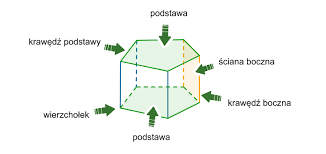 podstawa
krawędź podstawy
ściana boczna
krawędź boczna
wierzchołek
podstawa